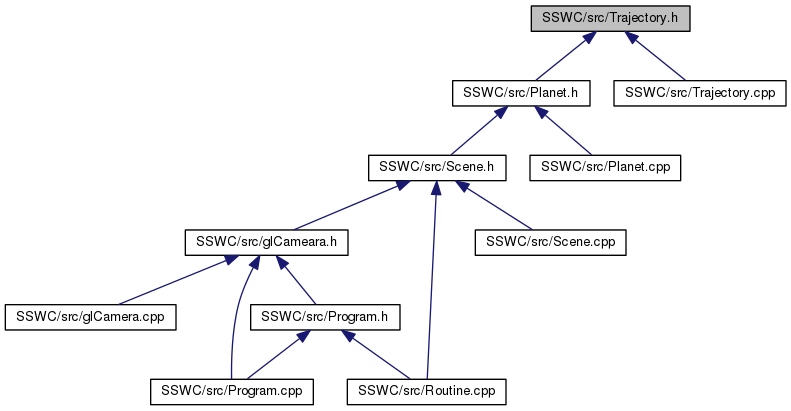 SSWC/src/Trajectory.h
SSWC/src/Planet.h
SSWC/src/Trajectory.cpp
SSWC/src/Scene.h
SSWC/src/Planet.cpp
SSWC/src/glCameara.h
SSWC/src/Scene.cpp
SSWC/src/glCamera.cpp
SSWC/src/Program.h
SSWC/src/Program.cpp
SSWC/src/Routine.cpp